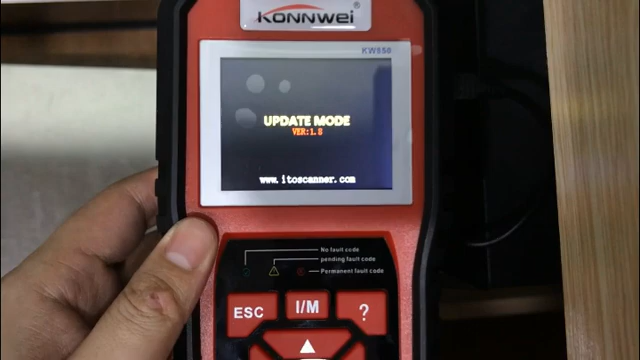 KONNWEI®
KW550
UPDATE MODE
VER:1.8
www.itoscanner.com
No fault code
pending fault code
Permanent fault code
ESC
I/M
?